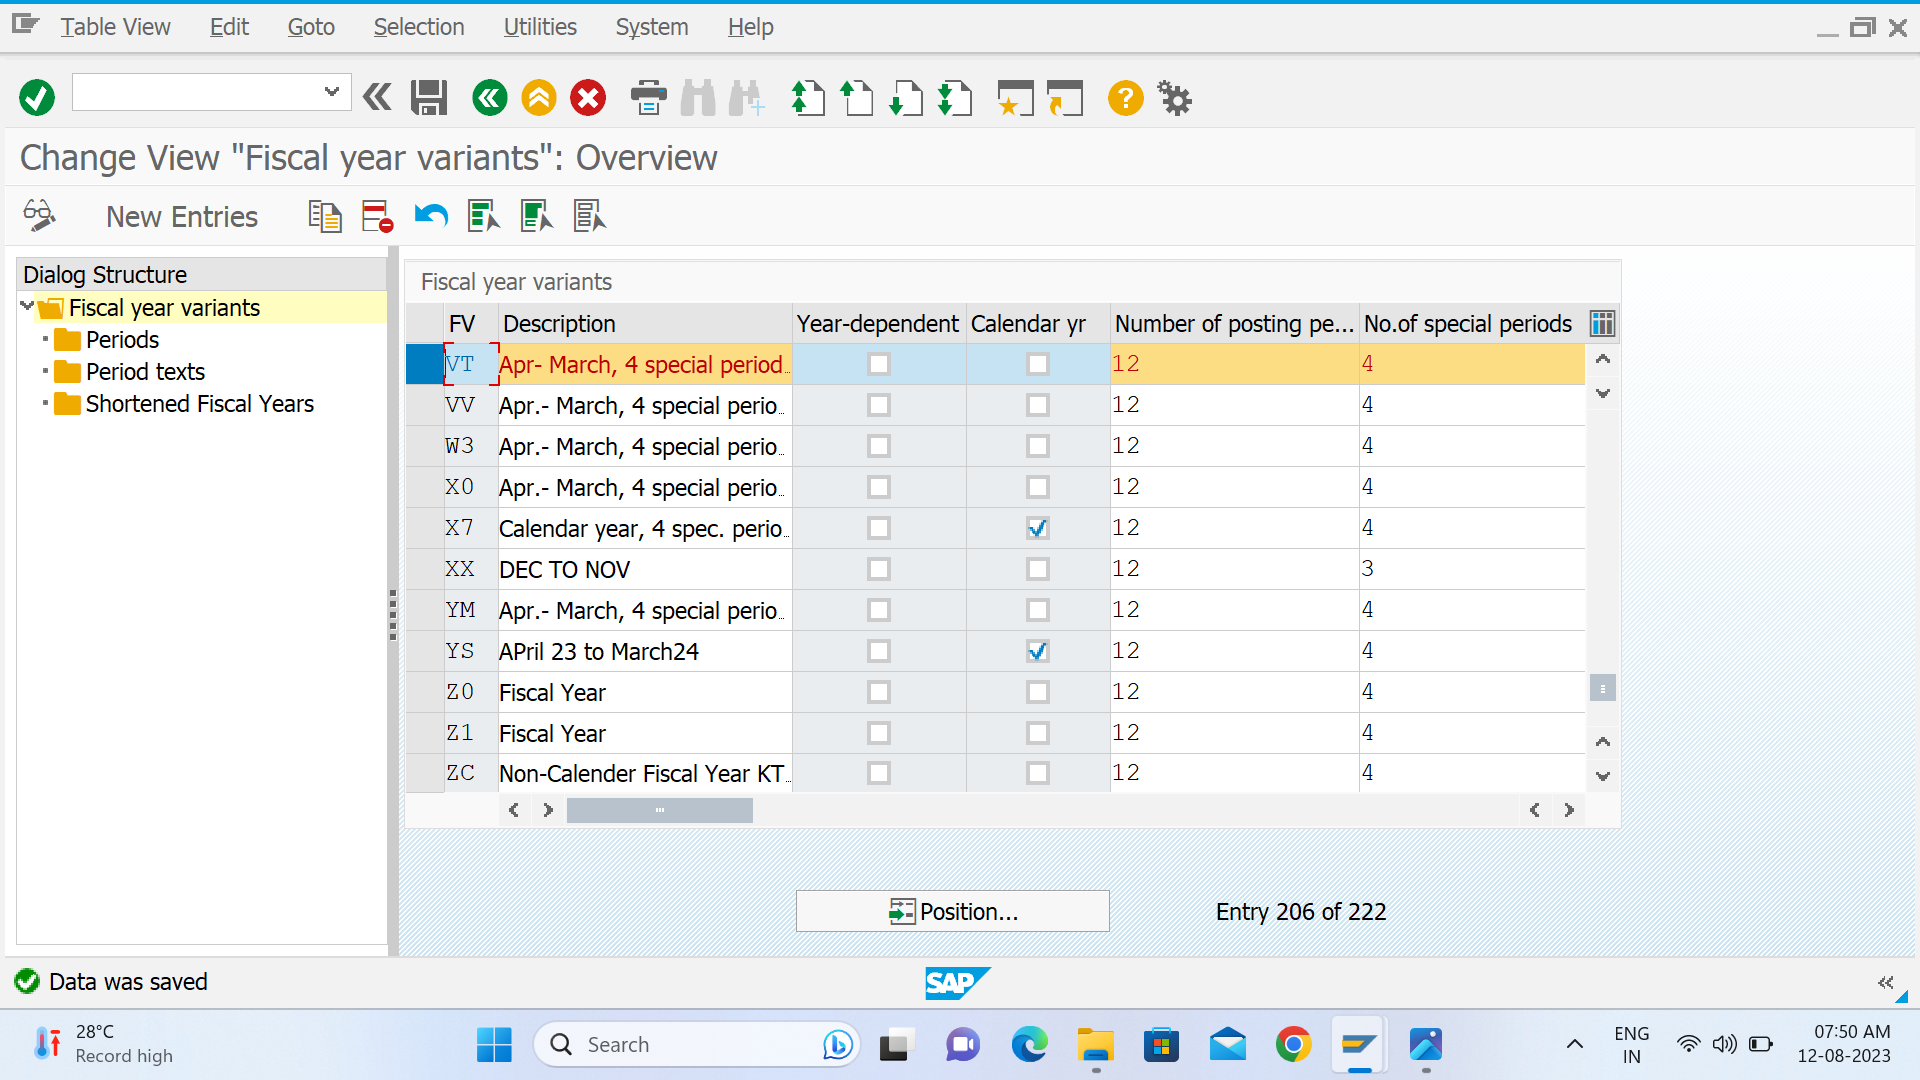 Table View Edit Goto Selection Utilities System Help
Change View "Fiscal year variants": Overview
New Entries
Dialog Structure
Fiscal year variants
Periods
Period texts
Shortened Fiscal Years
Fiscal year variants
FV Description Year-dependent Calendar yr Number of posting pe... No.of special periods
VT Apr- March, 4 special period... 12 4
VV Apr.- March, 4 special perio... 12 4
W3 Apr.- March, 4 special perio... 12 4
X0 Apr.- March, 4 special perio... 12 4
X7 Calendar year, 4 spec. perio... 12 4
XX DEC TO NOV 12 3
YM Apr.- March, 4 special perio... 12 4
YS APril 23 to March24 12 4
Z0 Fiscal Year 12 4
Z1 Fiscal Year 12 4
ZC Non-Calender Fiscal Year KT... 12 4
Position... Entry 206 of 222
Data was saved
SAP
28°C
Record high
Search
ENG
IN
07:50 AM
12-08-2023